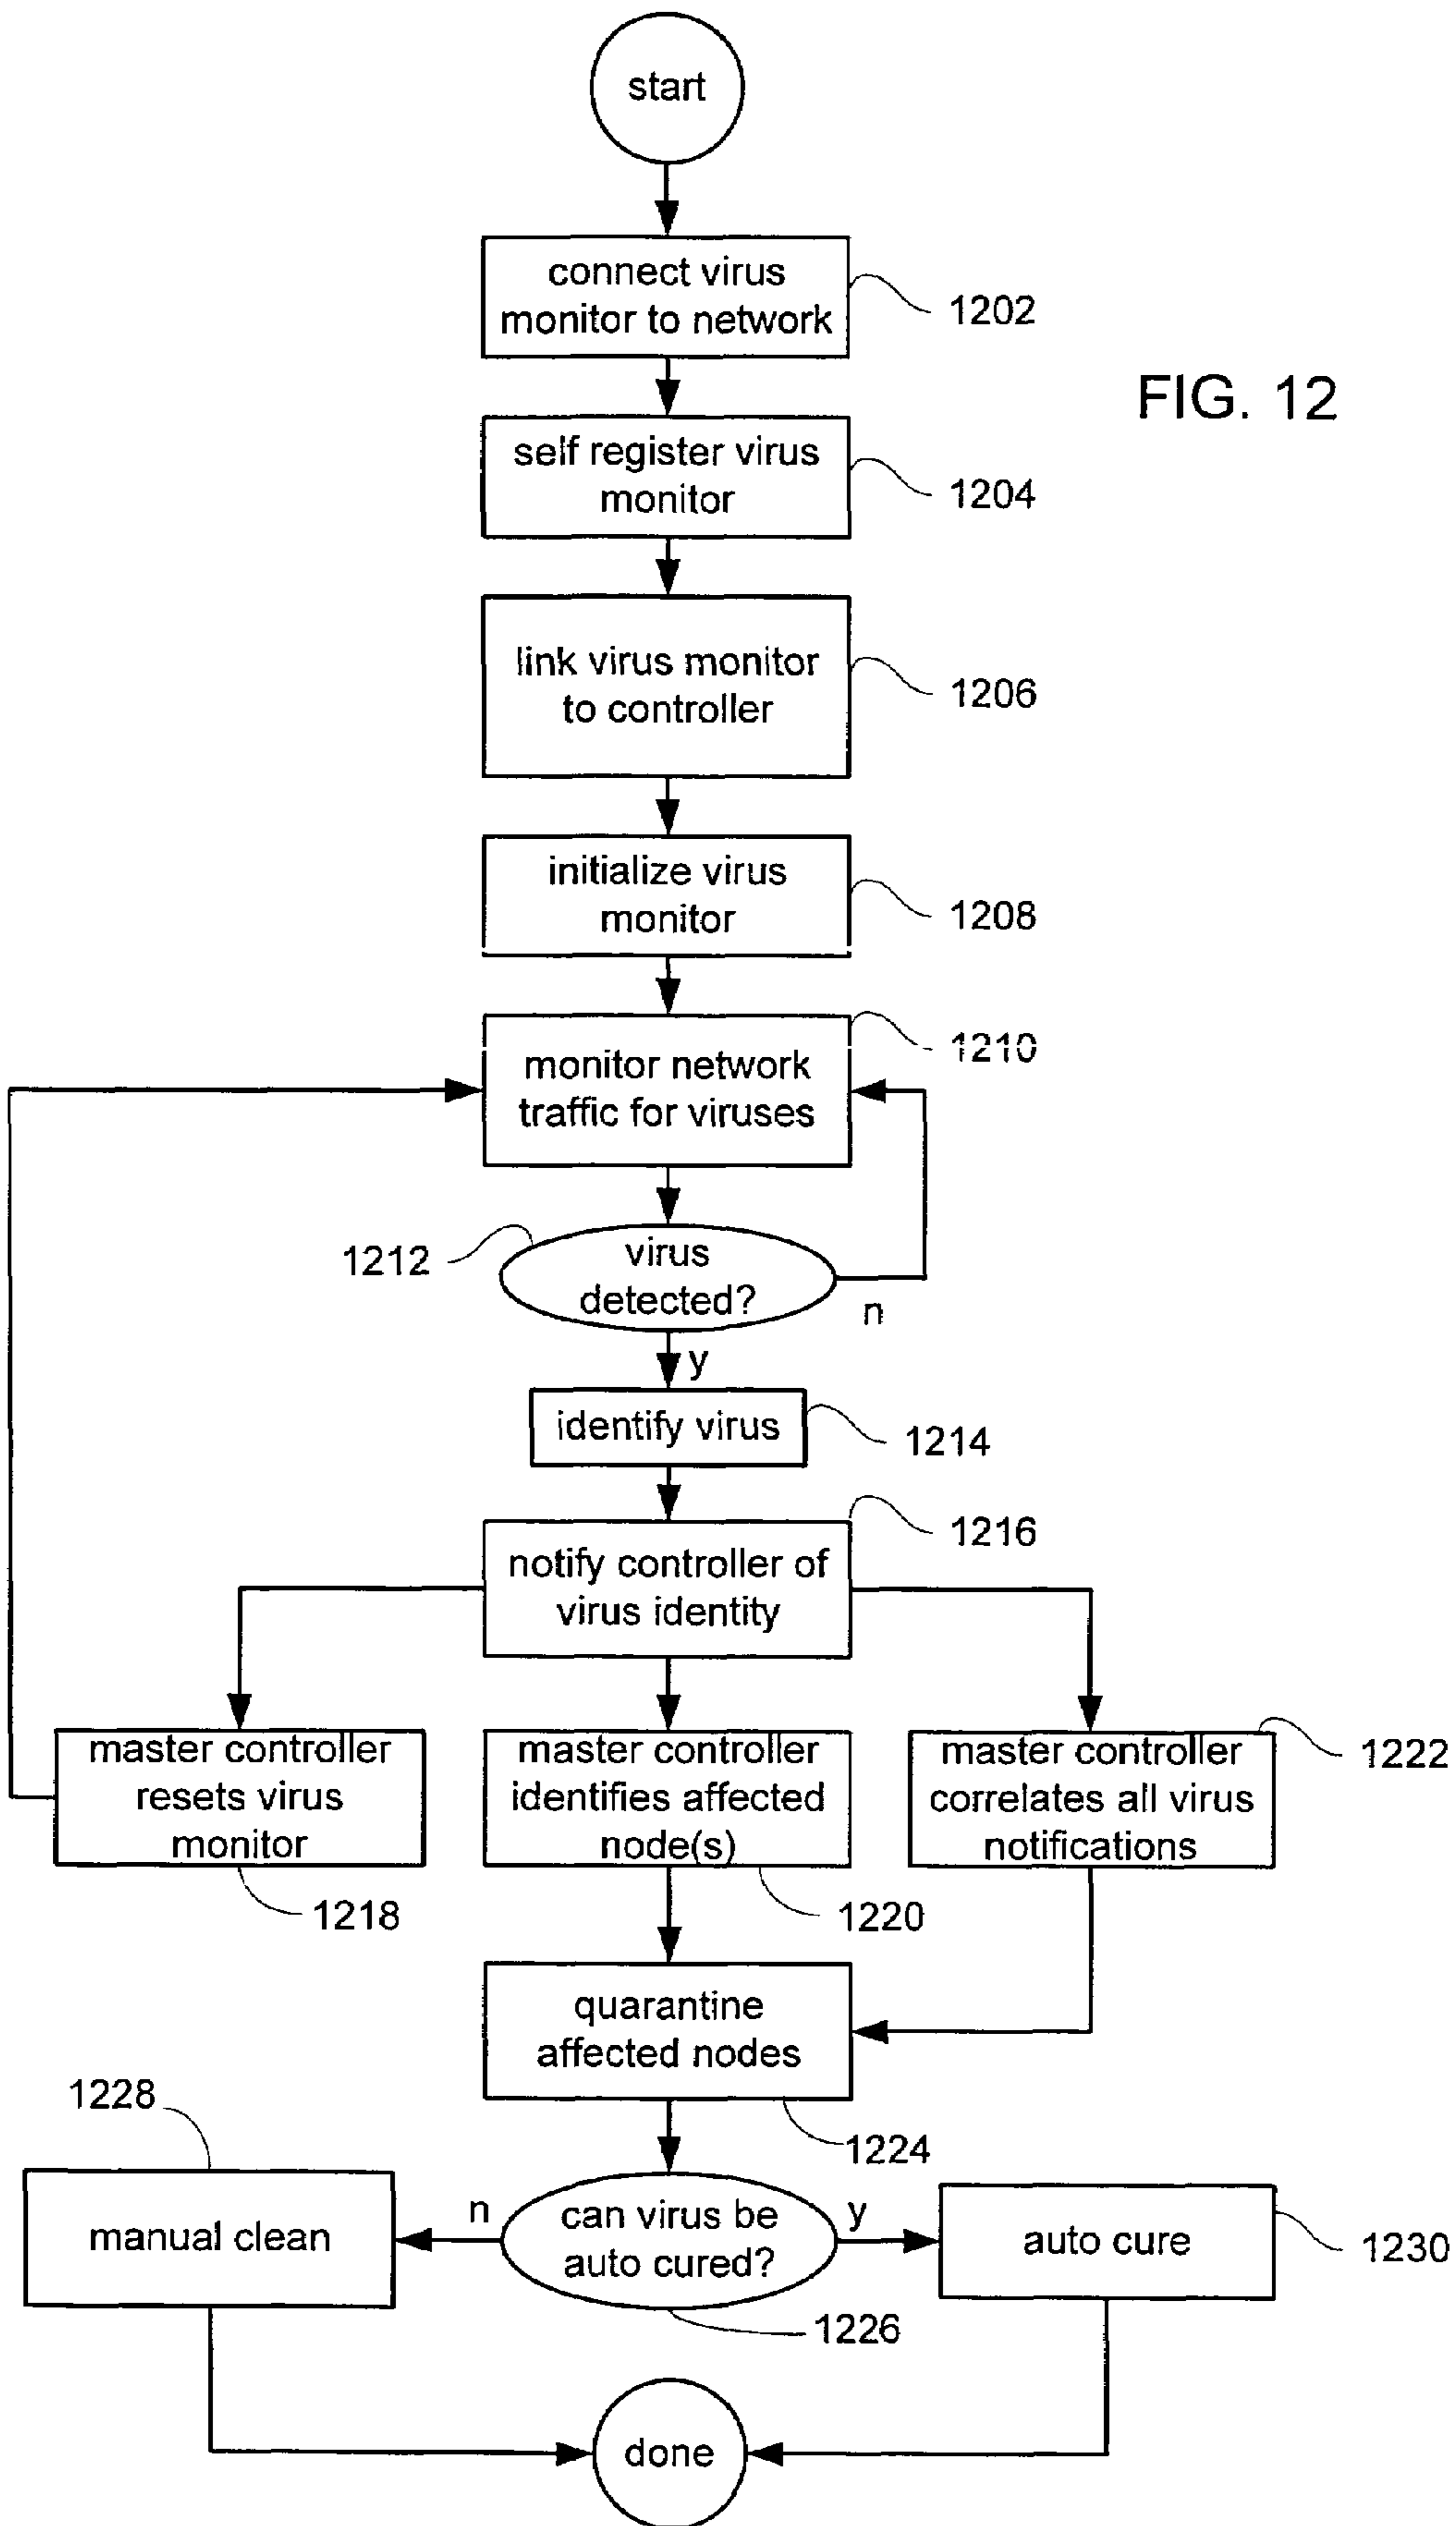 start
connect virus
monitor to network
1202
FIG. 12
self register virus
monitor
1204
link virus monitor
to controller
1206
initialize virus
monitor
1208
monitor network
traffic for viruses
1210
virus
detected?
1212
n
y
identify virus
1214
notify controller of
virus identity
1216
master controller
resets virus
monitor
1218
master controller
identifies affected
node(s)
1220
master controller
correlates all virus
notifications
1222
quarantine
affected nodes
1224
can virus be
auto cured?
1226
n
y
manual clean
1228
auto cure
1230
done